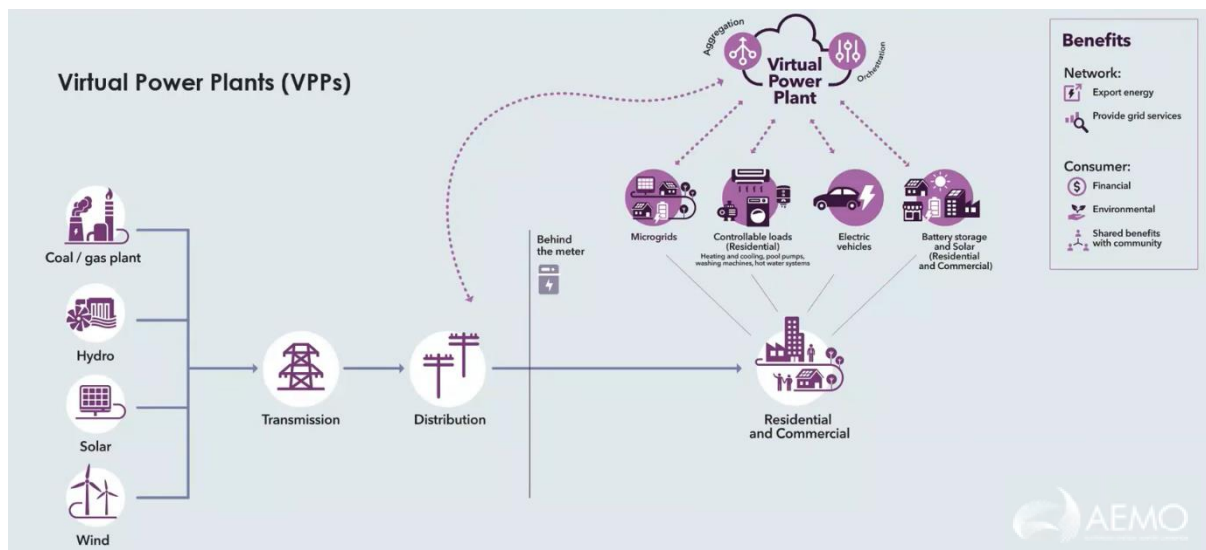 Virtual Power Plants (VPPs)
Aggregation
Orchestration
Virtual
Power
Plant
Coal / gas plant
Hydro
Solar
Wind
Transmission
Distribution
Behind
the meter
Microgrids
Controllable loads
(Residential)
Heating and cooling, pool pumps,
washing machines, hot water systems
Electric
vehicles
Battery storage
and Solar
(Residential
and Commercial)
Residential
and Commercial
Benefits
Network:
Export energy
Provide grid services
Consumer:
$
Financial
Environmental
Shared benefits
with community
AEMO